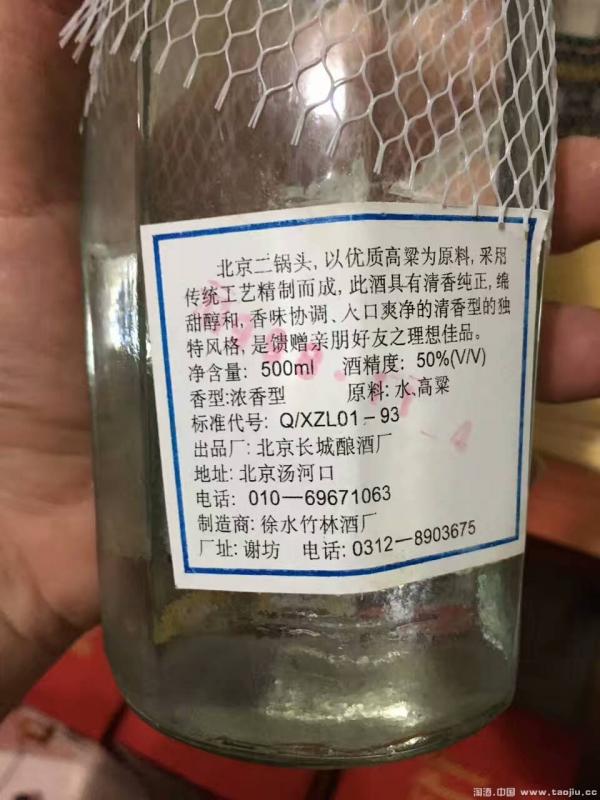 北京二锅头,以优质高粱为原料,采用
传统工艺精制而成,此酒具有清香纯正,绵
甜醇和,香味协调、入口爽净的清香型的独
特风格,是馈赠亲朋好友之理想佳品。
净含量: 500ml 酒精度: 50%(V/V)
香型:浓香型 原料: 水、高粱
标准代号: Q/XZL01-93
出品厂: 北京长城酿酒厂
地址: 北京汤河口
电话: 010—69671063
制造商: 徐水竹林酒厂
厂址: 谢坊 电话: 0312—8903675
淘酒.中国 www.taojiu.cc